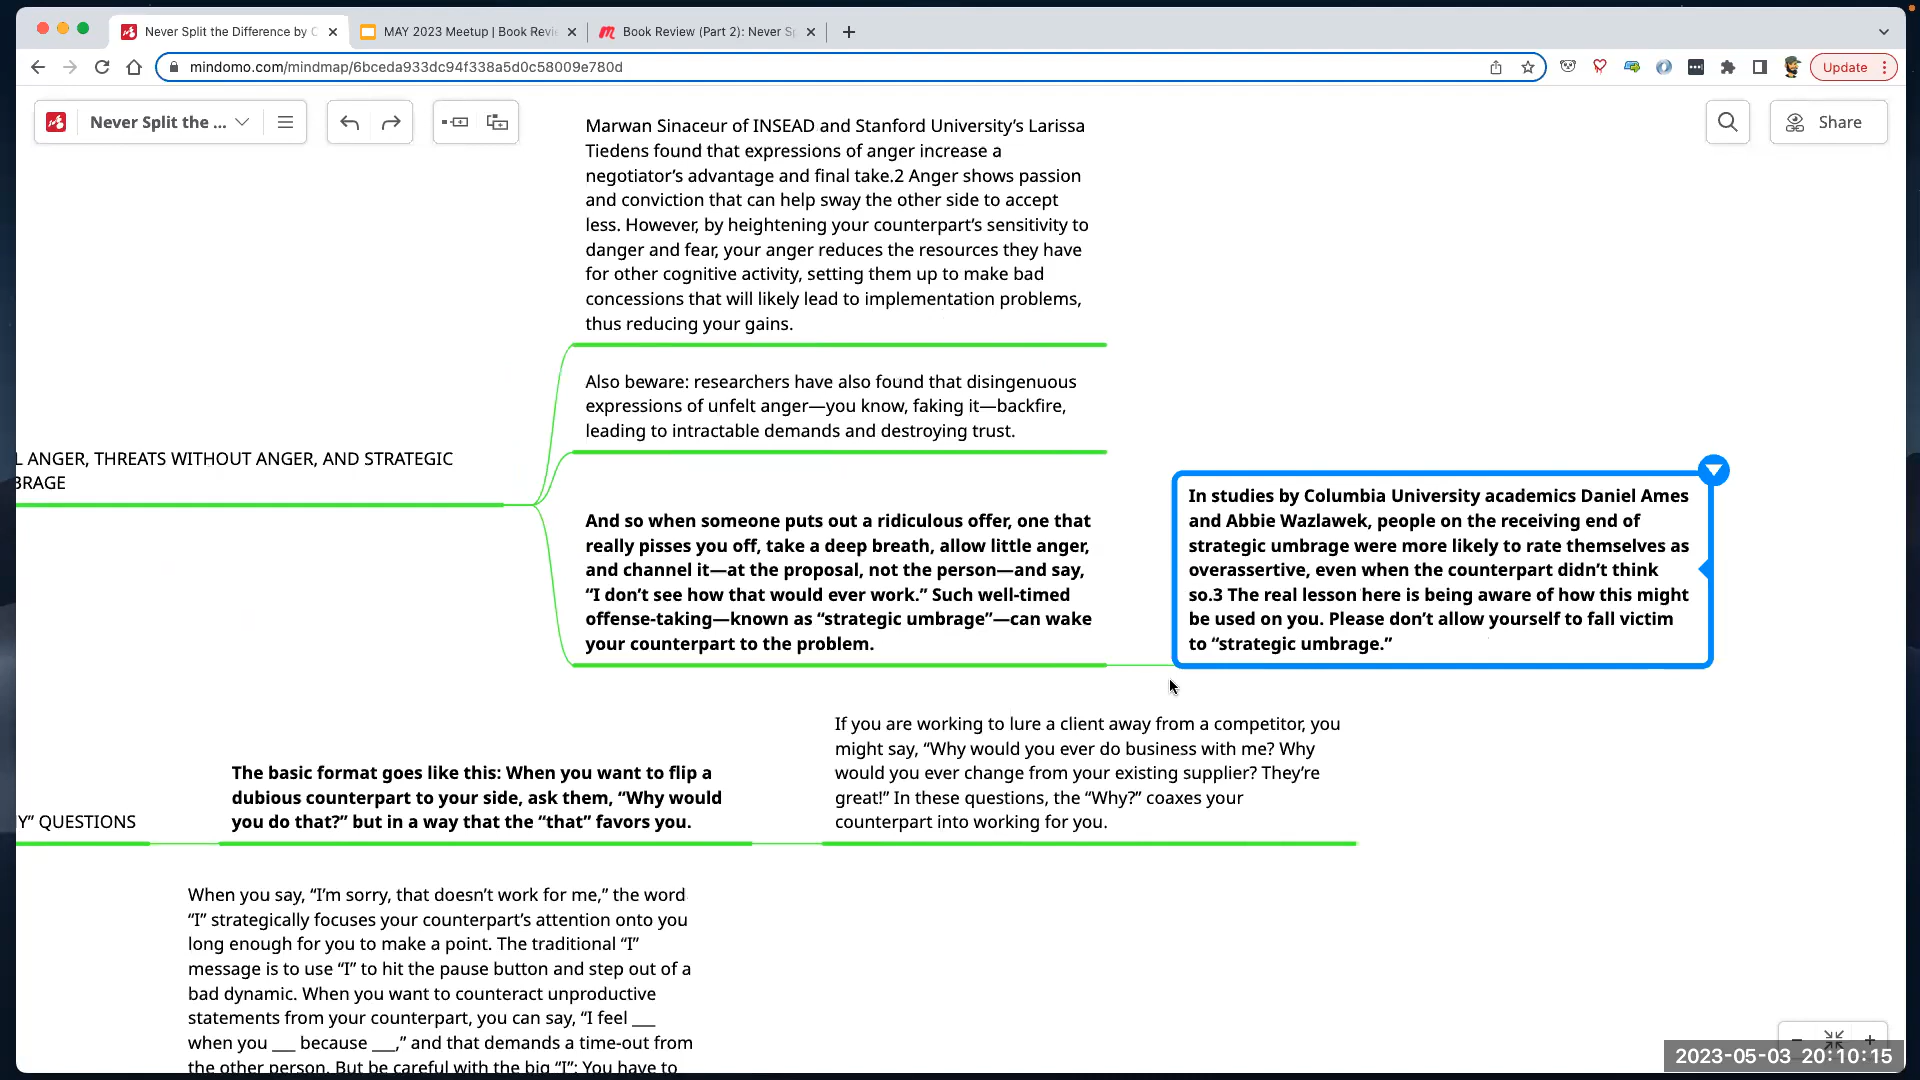 Never Split the Difference by C
MAY 2023 Meetup | Book Revie
Book Review (Part 2): Never Sp
mindomo.com/mindmap/6bceda933dc94f338a5d0c58009e780d
Update
Never Split the ...
Share
Marwan Sinaceur of INSEAD and Stanford University’s Larissa
Tiedens found that expressions of anger increase a
negotiator’s advantage and final take.2 Anger shows passion
and conviction that can help sway the other side to accept
less. However, by heightening your counterpart’s sensitivity to
danger and fear, your anger reduces the resources they have
for other cognitive activity, setting them up to make bad
concessions that will likely lead to implementation problems,
thus reducing your gains.
Also beware: researchers have also found that disingenuous
expressions of unfelt anger—you know, faking it—backfire,
leading to intractable demands and destroying trust.
L ANGER, THREATS WITHOUT ANGER, AND STRATEGIC
BRAGE
And so when someone puts out a ridiculous offer, one that
really pisses you off, take a deep breath, allow little anger,
and channel it—at the proposal, not the person—and say,
“I don’t see how that would ever work.” Such well-timed
offense-taking—known as “strategic umbrage”—can wake
your counterpart to the problem.
In studies by Columbia University academics Daniel Ames
and Abbie Wazlawek, people on the receiving end of
strategic umbrage were more likely to rate themselves as
overassertive, even when the counterpart didn’t think
so.3 The real lesson here is being aware of how this might
be used on you. Please don’t allow yourself to fall victim
to “strategic umbrage.”
Y” QUESTIONS
The basic format goes like this: When you want to flip a
dubious counterpart to your side, ask them, “Why would
you do that?” but in a way that the “that” favors you.
If you are working to lure a client away from a competitor, you
might say, “Why would you ever do business with me? Why
would you ever change from your existing supplier? They’re
great!” In these questions, the “Why?” coaxes your
counterpart into working for you.
When you say, “I’m sorry, that doesn’t work for me,” the word
“I” strategically focuses your counterpart’s attention onto you
long enough for you to make a point. The traditional “I”
message is to use “I” to hit the pause button and step out of a
bad dynamic. When you want to counteract unproductive
statements from your counterpart, you can say, “I feel ___
when you ___ because ___,” and that demands a time-out from
the other person. But be careful with the big “I”: You have to
2023-05-03 20:10:15